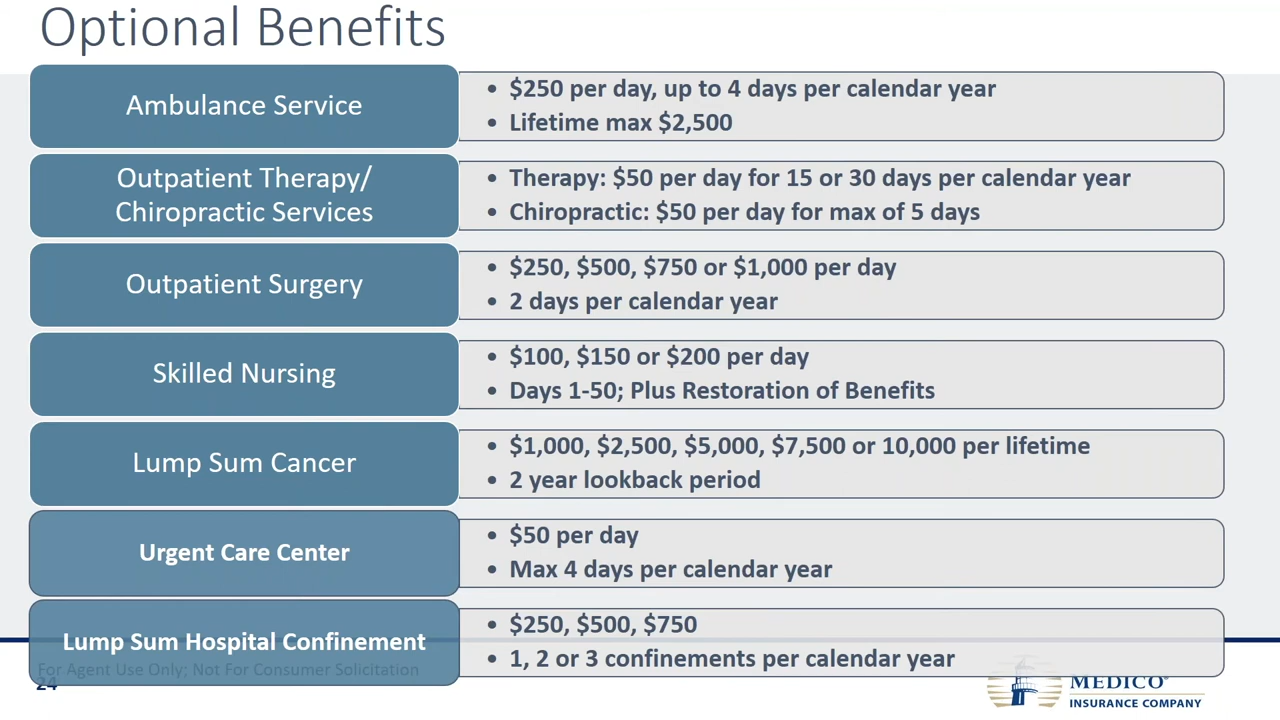 Optional Benefits
Ambulance Service
• $250 per day, up to 4 days per calendar year
• Lifetime max $2,500
Outpatient Therapy/
Chiropractic Services
• Therapy: $50 per day for 15 or 30 days per calendar year
• Chiropractic: $50 per day for max of 5 days
Outpatient Surgery
• $250, $500, $750 or $1,000 per day
• 2 days per calendar year
Skilled Nursing
• $100, $150 or $200 per day
• Days 1-50; Plus Restoration of Benefits
Lump Sum Cancer
• $1,000, $2,500, $5,000, $7,500 or 10,000 per lifetime
• 2 year lookback period
Urgent Care Center
• $50 per day
• Max 4 days per calendar year
Lump Sum Hospital Confinement
• $250, $500, $750
• 1, 2 or 3 confinements per calendar year
For Agent Use Only; Not For Consumer Solicitation
24
MEDICO®
INSURANCE COMPANY